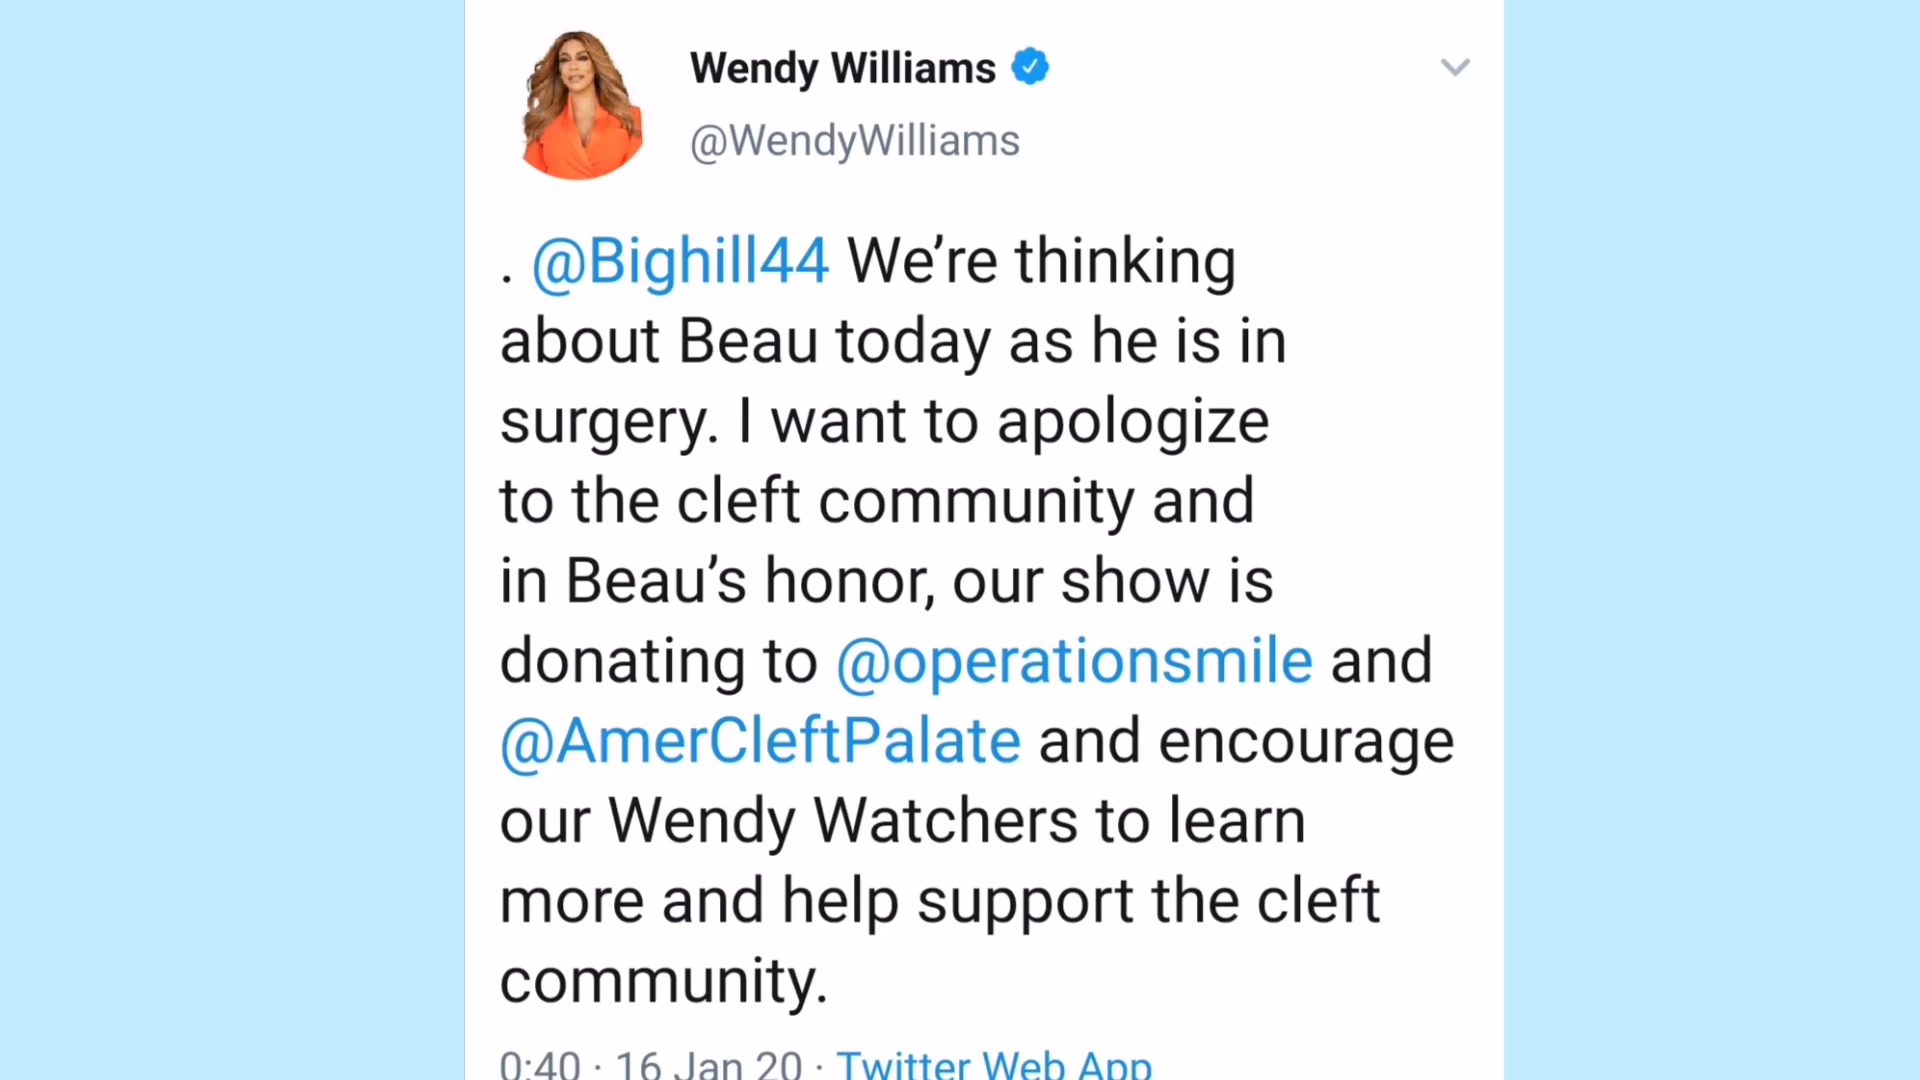 Wendy Williams
@WendyWilliams
. @Bighill44 We’re thinking
about Beau today as he is in
surgery. I want to apologize
to the cleft community and
in Beau’s honor, our show is
donating to @operationsmile and
@AmerCleftPalate and encourage
our Wendy Watchers to learn
more and help support the cleft
community.
0:40 · 16 Jan 20 · Twitter Web App